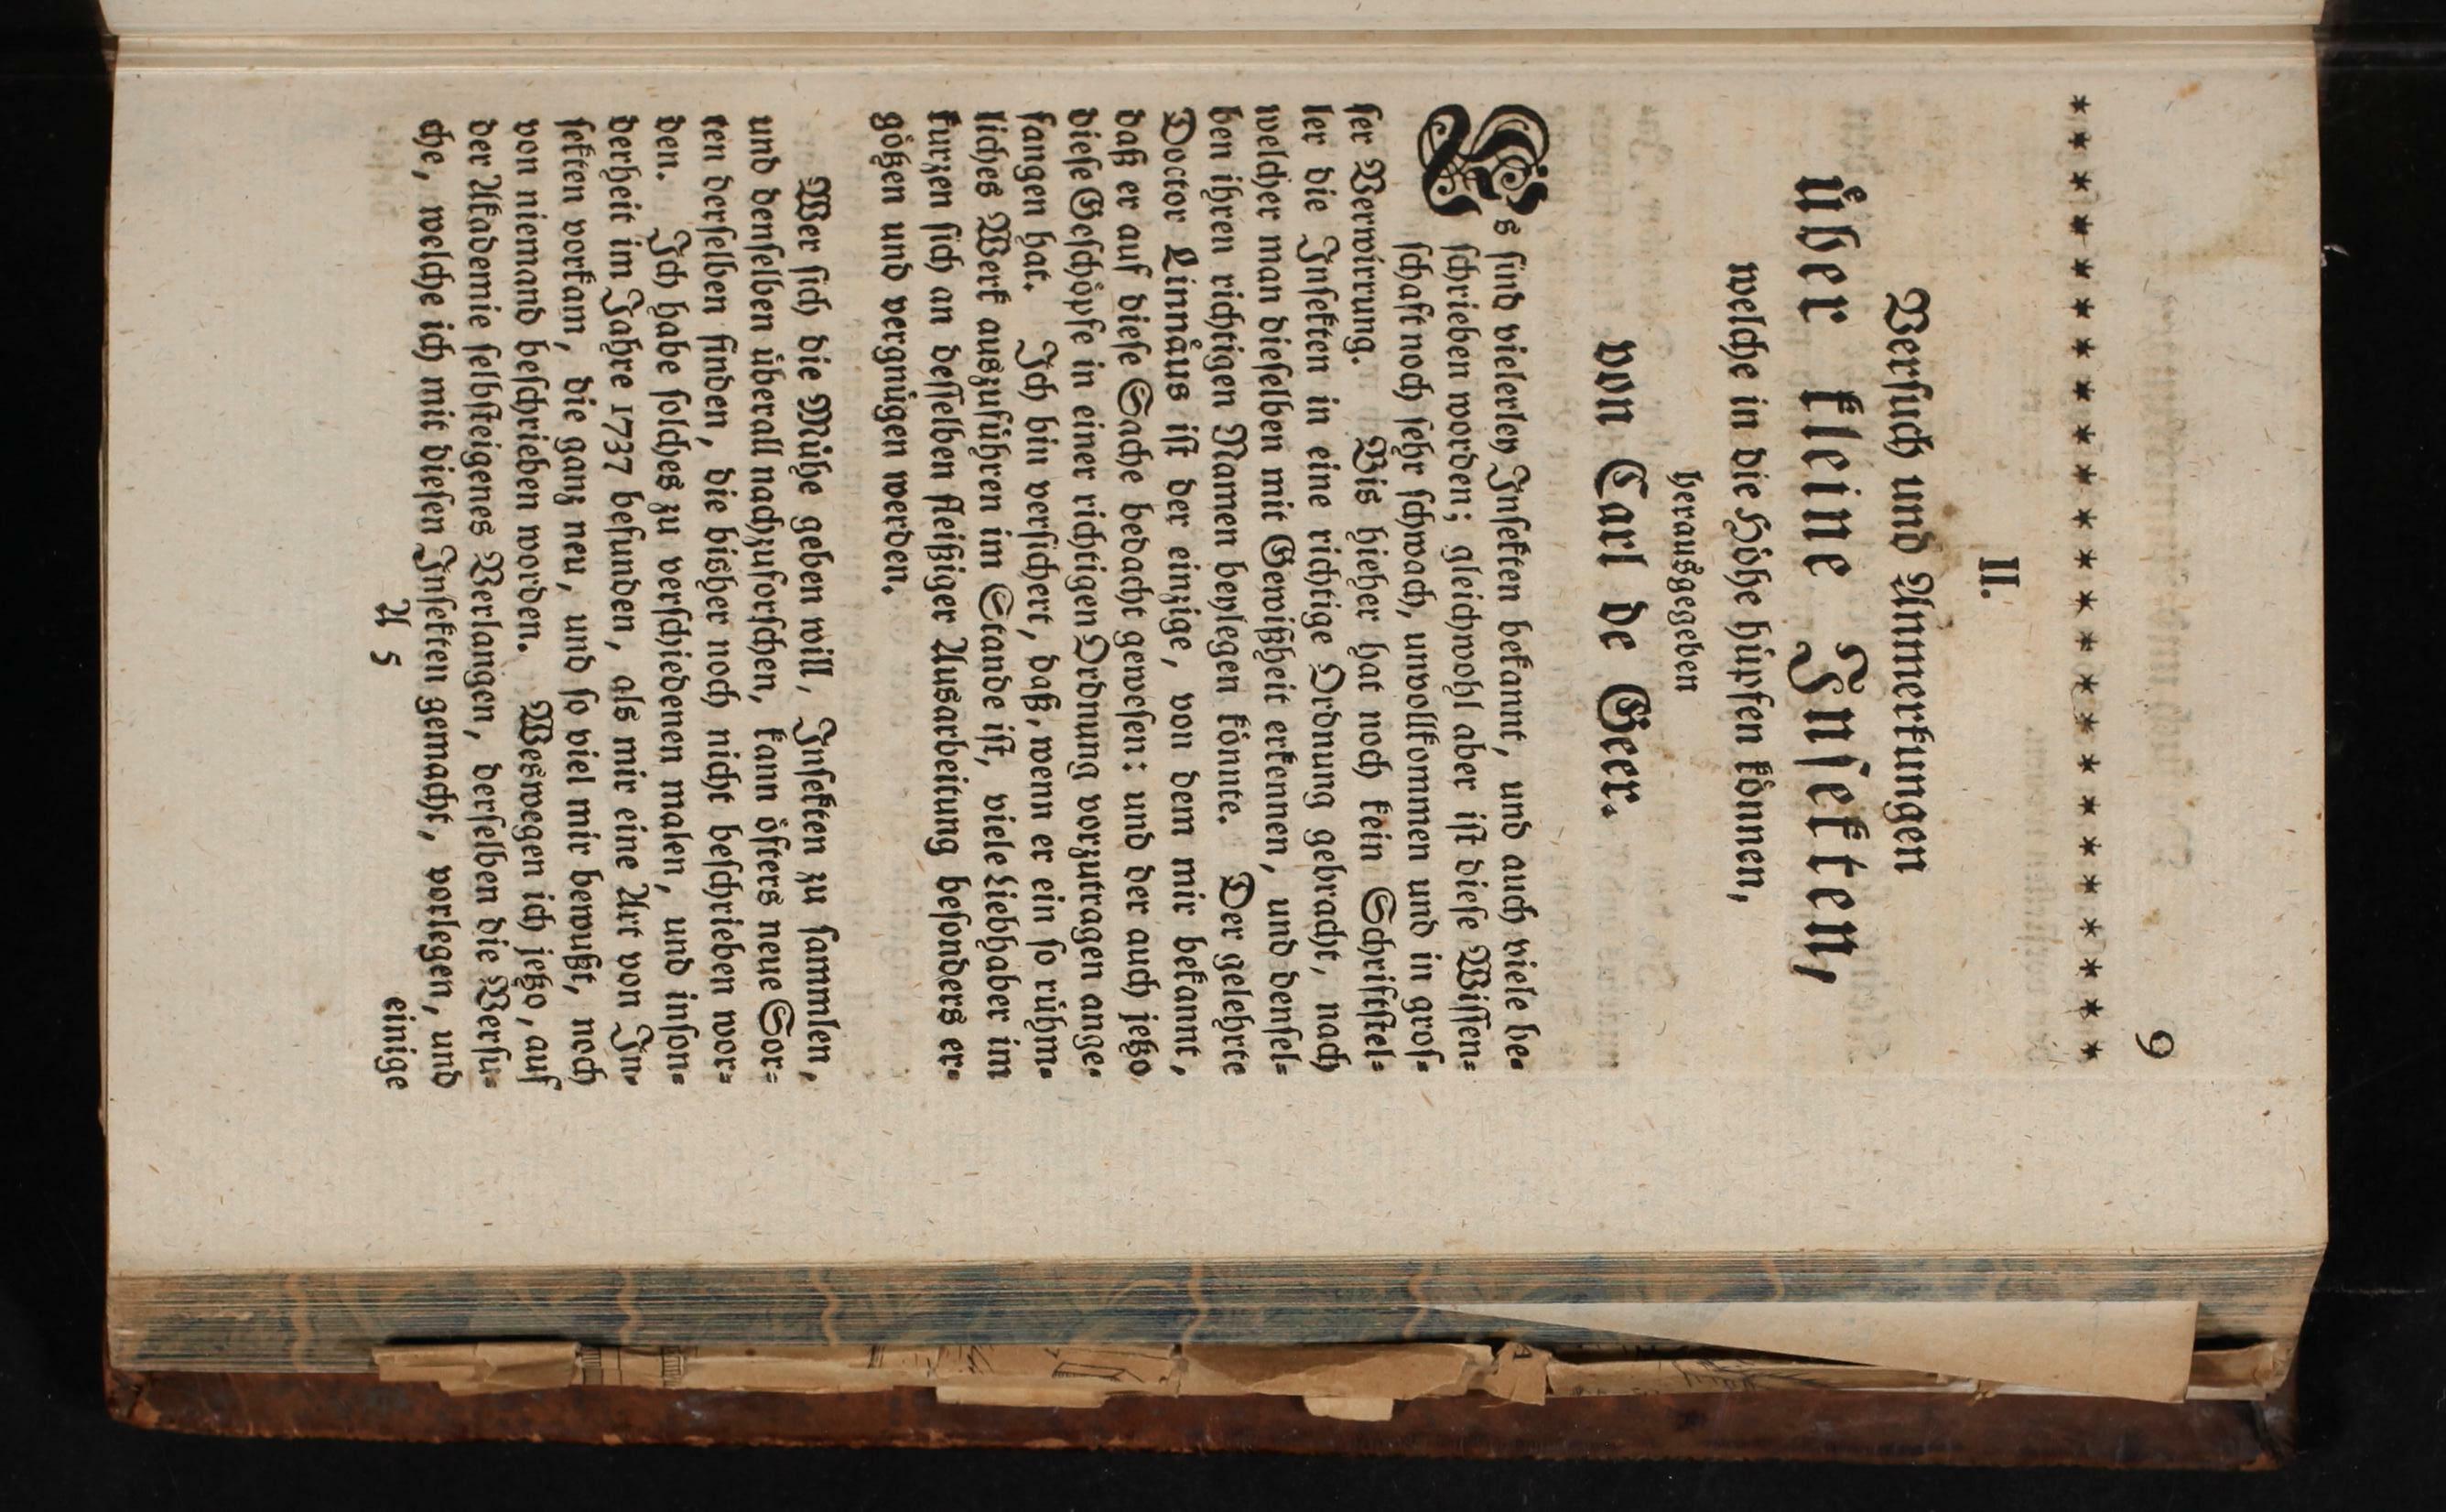 9
* * * * * * * * * * * * * * * * * * * * * * * *
II.
Verſuch und Anmerkungen
über kleine Inſekten,
welche in die Höhe hüpfen können,
herausgegeben
von Carl de Geer.
Es ſind vielerley Inſekten bekannt, und auch viele be-
ſchrieben worden; gleichwohl aber iſt dieſe Wiſſen-
ſchaft noch ſehr ſchwach, unvollkommen und in groſ-
ſer Verwirrung. Bis hieher hat noch kein Schriftſtel-
ler die Inſekten in eine richtige Ordnung gebracht, nach
welcher man dieſelben mit Gewißheit erkennen, und denſel-
ben ihren richtigen Namen beylegen könnte. Der gelehrte
Doctor Linnäus iſt der einzige, von dem mir bekannt,
daß er auf dieſe Sache bedacht geweſen: und der auch jetzo
dieſe Geſchöpfe in einer richtigen Ordnung vorzutragen ange-
fangen hat. Ich bin verſichert, daß, wenn er ein ſo rühm-
liches Werk auszuführen im Stande iſt, viele Liebhaber im
kurzen ſich an deſſelben fleißiger Ausarbeitung beſonders er-
götzen und vergnügen werden.
Wer ſich die Mühe geben will, Inſekten zu ſammlen,
und denſelben überall nachzuforſchen, kann öfters neue Sor-
ten derſelben finden, die bisher noch nicht beſchrieben wor-
den. Ich habe ſolches zu verſchiedenen malen, und inſon-
derheit im Jahre 1737 befunden, als mir eine Art von In-
ſekten vorkam, die ganz neu, und ſo viel mir bewußt, noch
von niemand beſchrieben worden. Weswegen ich jetzo, auf
der Akademie ſelbſteigenes Verlangen, derſelben die Verſu-
che, welche ich mit dieſen Inſekten gemacht, vorlegen, und
A 5
einige